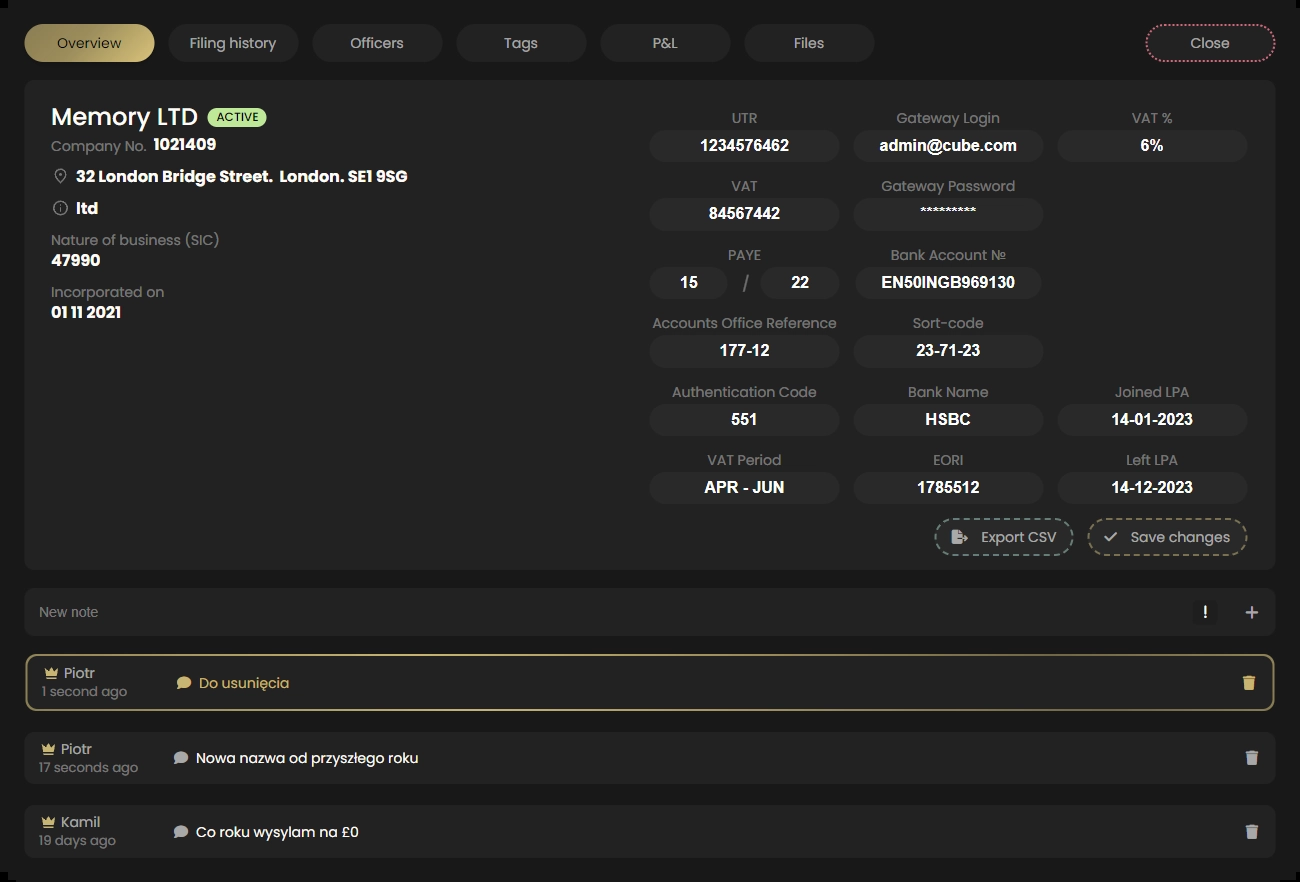 Overview
Filing history
Officers
Tags
P&L
Files
Close
Memory LTD ACTIVE
Company No. 1021409
32 London Bridge Street. London. SE1 9SG
ltd
Nature of business (SIC)
47990
Incorporated on
01 11 2021
UTR
1234576462
Gateway Login
admin@cube.com
VAT %
6%
VAT
84567442
Gateway Password
*********
PAYE
15 / 22
Bank Account №
EN50INGB969130
Accounts Office Reference
177-12
Sort-code
23-71-23
Authentication Code
551
Bank Name
HSBC
Joined LPA
14-01-2023
VAT Period
APR - JUN
EORI
1785512
Left LPA
14-12-2023
Export CSV
Save changes
New note
!
+
Piotr
1 second ago
Do usunięcia
Piotr
17 seconds ago
Nowa nazwa od przyszłego roku
Kamil
19 days ago
Co roku wysylam na £0